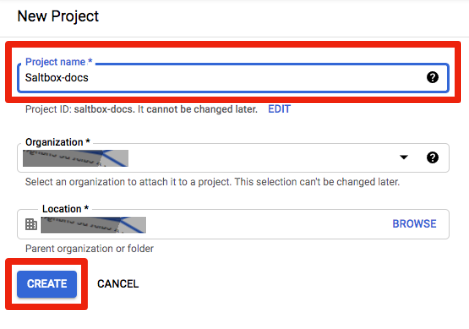 New Project
Project name *
Saltbox-docs
Project ID: saltbox-docs. It cannot be changed later. EDIT
Organization *
Select an organization to attach it to a project. This selection can't be changed later.
Location *
BROWSE
Parent organization or folder
CREATE CANCEL